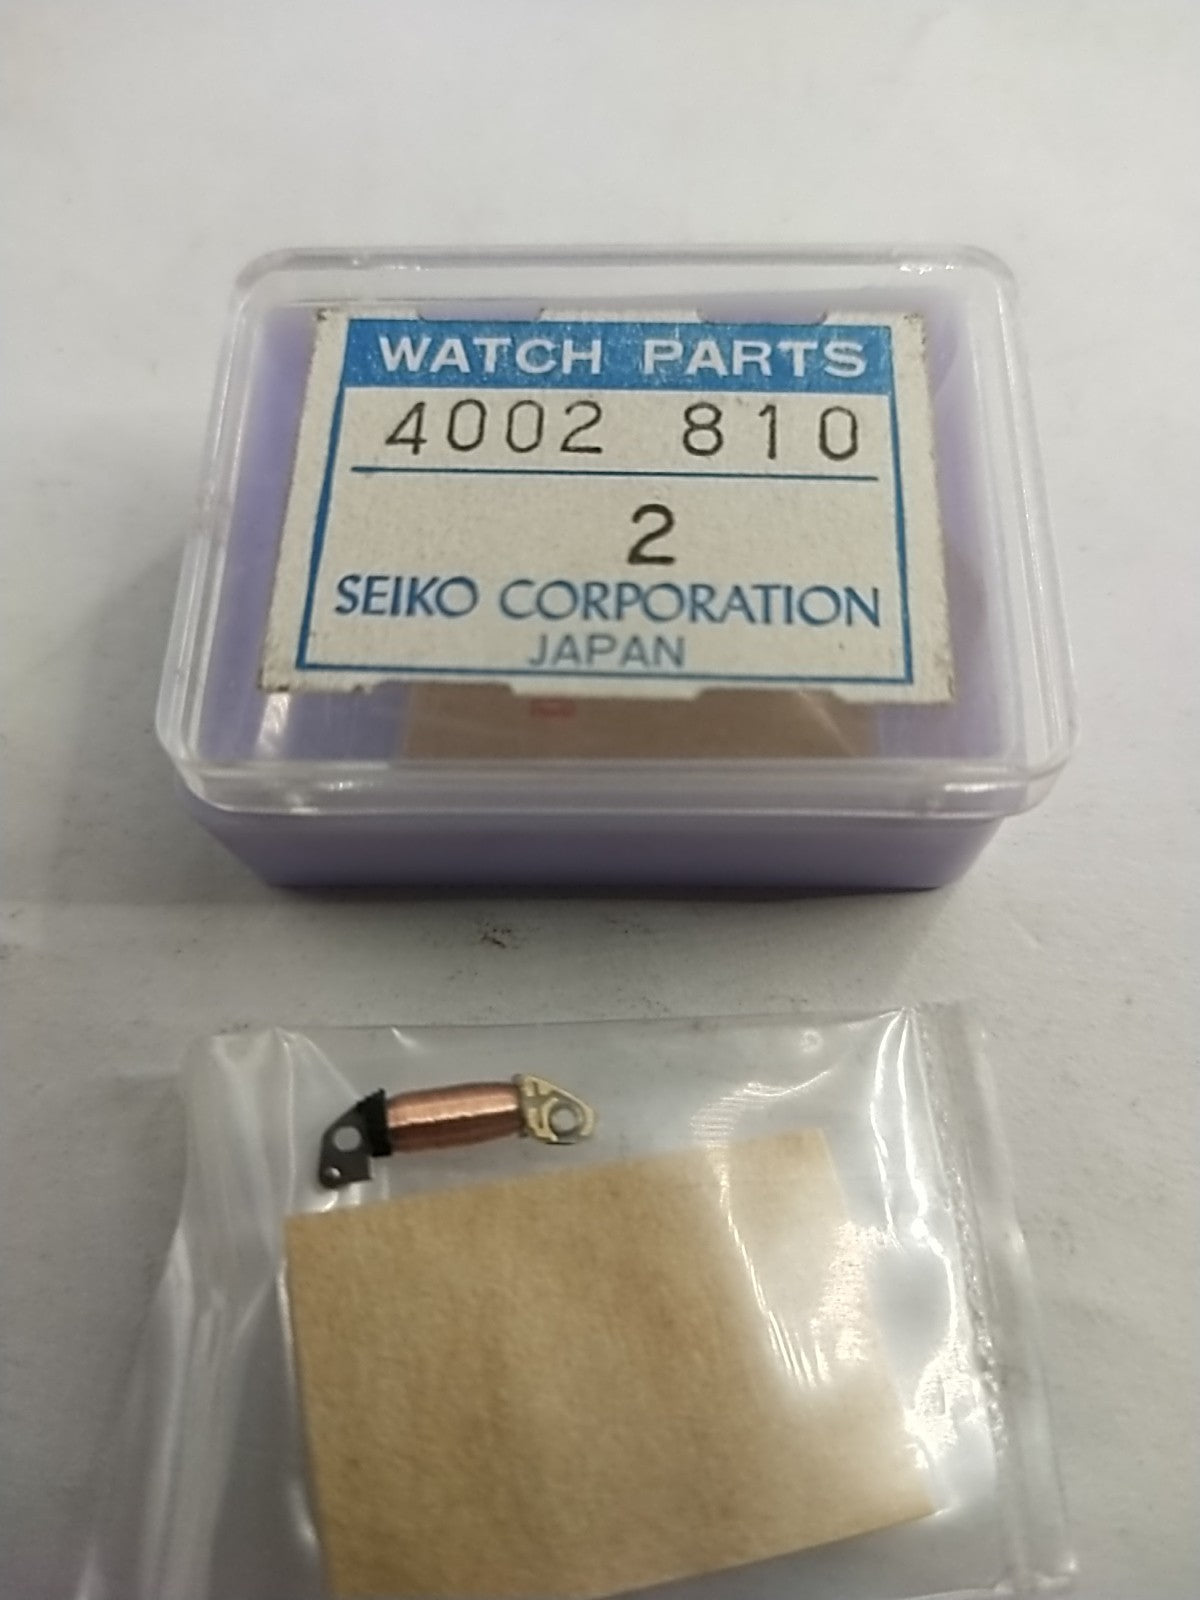 WATCH PARTS
4002 810
2
SEIKO CORPORATION
JAPAN